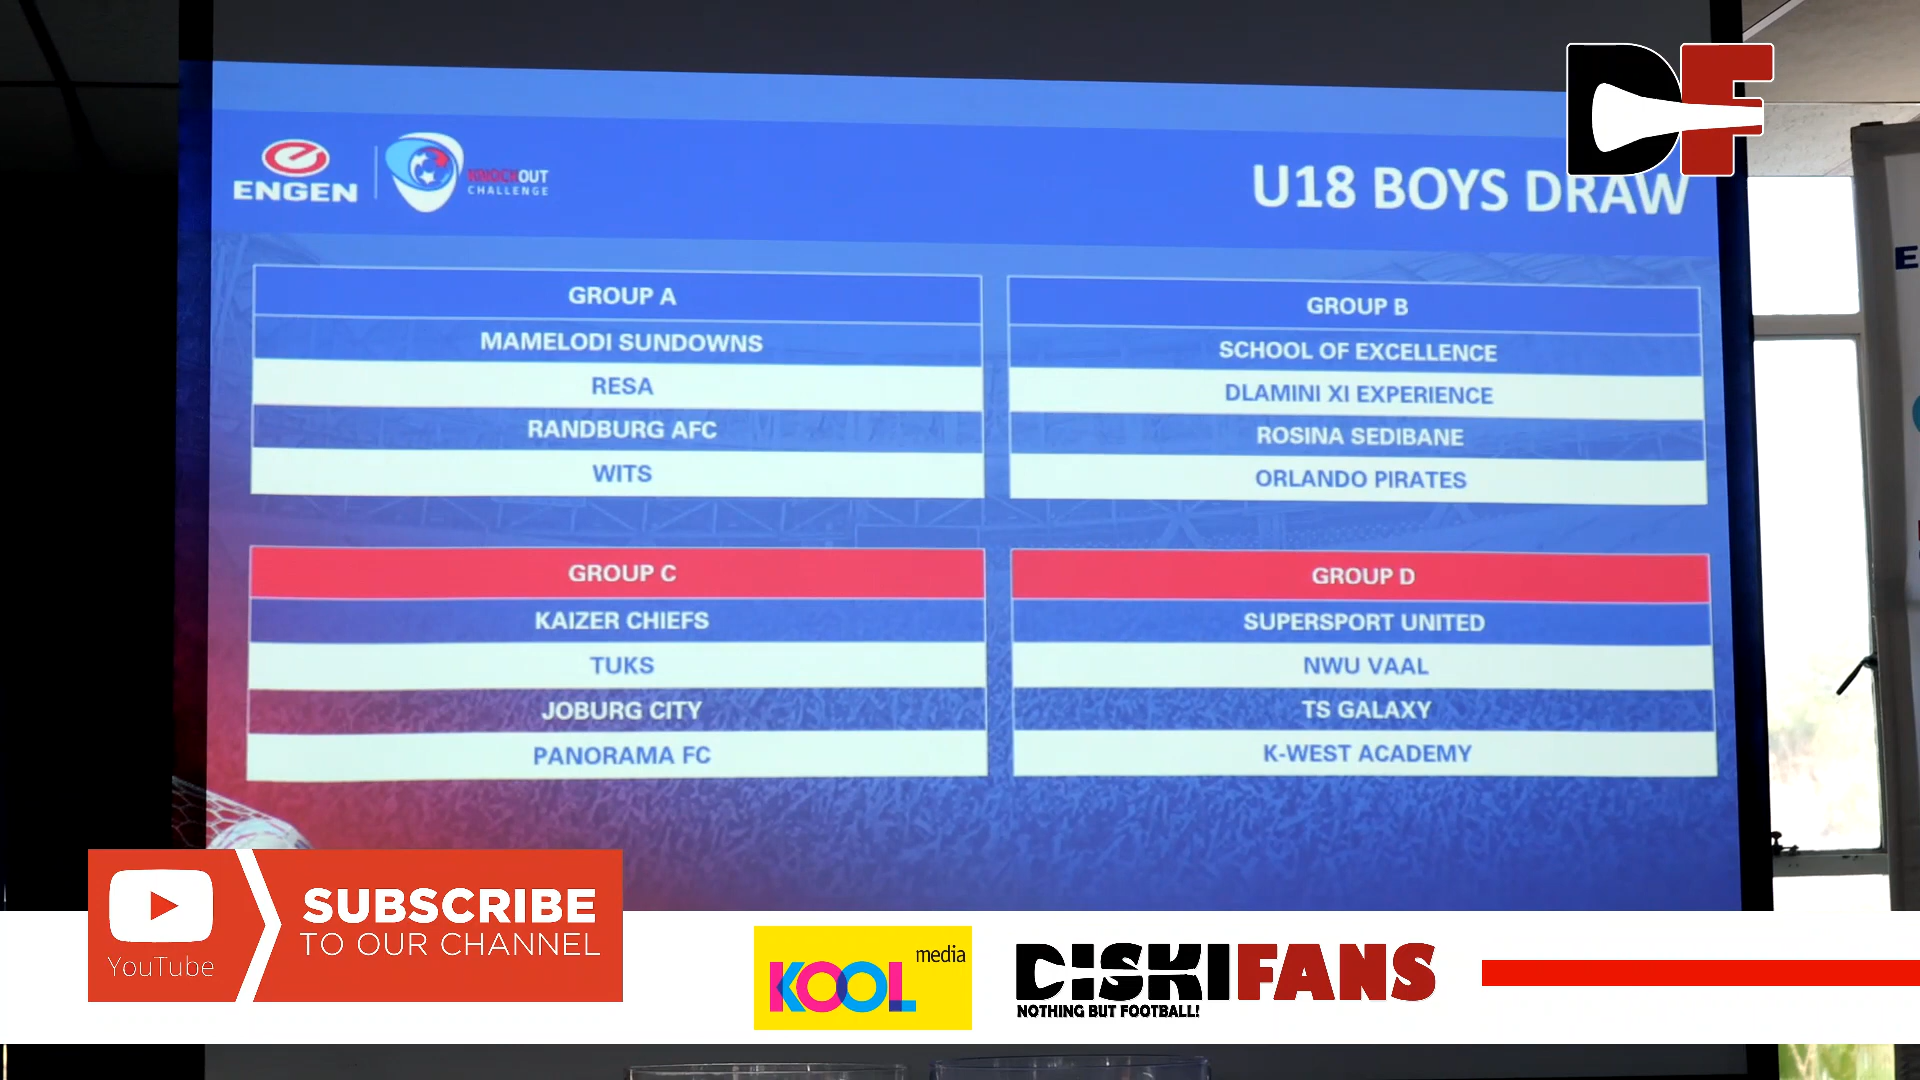 DF
ENGEN
KNOCKOUT
CHALLENGE
U18 BOYS DRAW
GROUP A
MAMELODI SUNDOWNS
RESA
RANDBURG AFC
WITS
GROUP B
SCHOOL OF EXCELLENCE
DLAMINI XI EXPERIENCE
ROSINA SEDIBANE
ORLANDO PIRATES
GROUP C
KAIZER CHIEFS
TUKS
JOBURG CITY
PANORAMA FC
GROUP D
SUPERSPORT UNITED
NWU VAAL
TS GALAXY
K-WEST ACADEMY
E
YouTube
SUBSCRIBE
TO OUR CHANNEL
KOOL media
DISKIFANS
NOTHING BUT FOOTBALL!